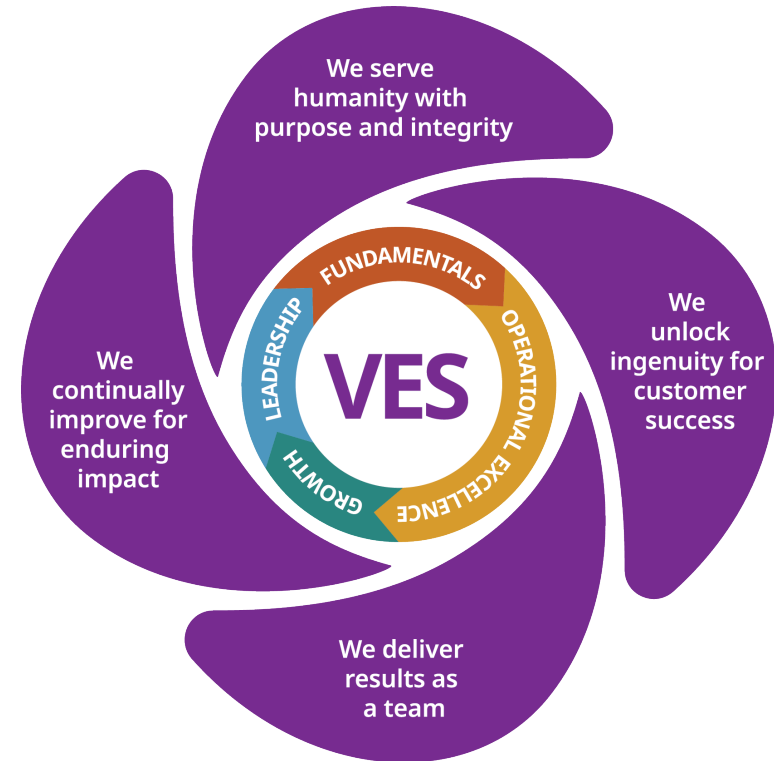 We serve
humanity with
purpose and integrity
We
unlock
ingenuity for
customer
success
We deliver
results as
a team
We
continually
improve for
enduring
impact
FUNDAMENTALS
OPERATIONAL EXCELLENCE
GROWTH
LEADERSHIP
VES